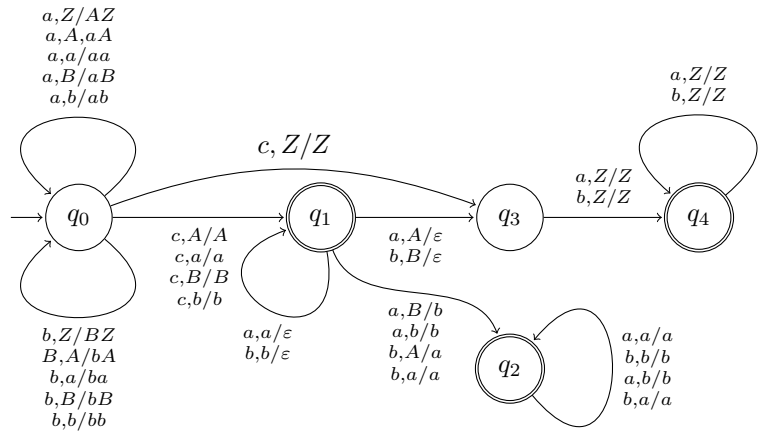 a,Z/AZ
a,A,aA
a,a/aa
a,B/aB
a,b/ab
a,Z/Z
b,Z/Z
c,Z/Z
a,Z/Z
b,Z/Z
q0
q1
q3
q4
c,A/A
c,a/a
c,B/B
c,b/b
a,A/ε
b,B/ε
b,Z/BZ
B,A/bA
b,a/ba
b,B/bB
b,b/bb
a,a/ε
b,b/ε
a,B/b
a,b/b
b,A/a
b,a/a
q2
a,a/a
b,b/b
a,b/b
b,a/a